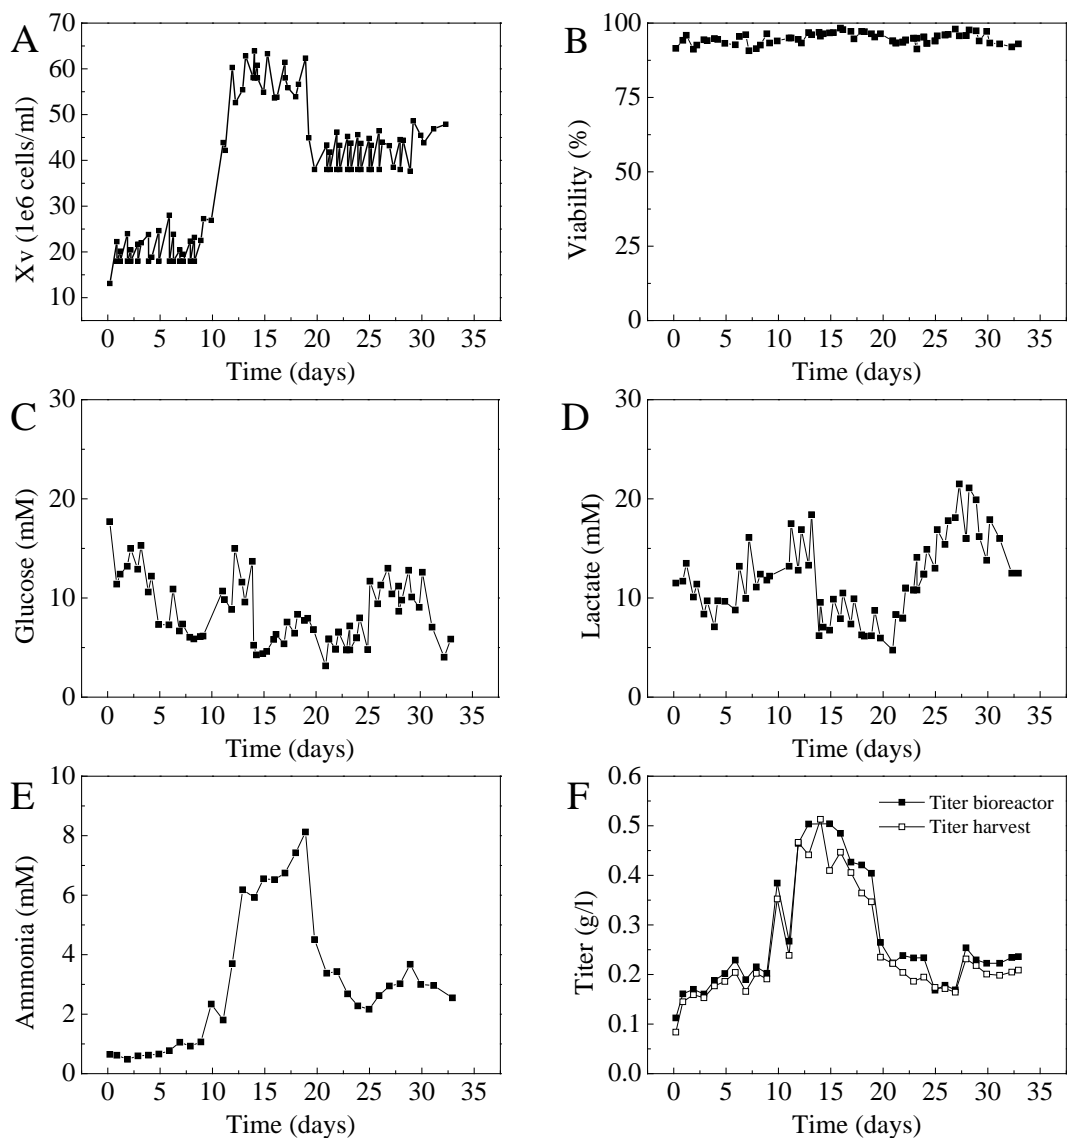 A
Xv (1e6 cells/ml)
70
60
50
40
30
20
10
0 5 10 15 20 25 30 35
Time (days)
B
Viability (%)
100
75
50
25
0
0 5 10 15 20 25 30 35
Time (days)
C
Glucose (mM)
30
20
10
0
0 5 10 15 20 25 30 35
Time (days)
D
Lactate (mM)
30
20
10
0
0 5 10 15 20 25 30 35
Time (days)
E
Ammonia (mM)
10
8
6
4
2
0
0 5 10 15 20 25 30 35
Time (days)
F
Titer (g/l)
0.6
0.5
0.4
0.3
0.2
0.1
0.0
Titer bioreactor
Titer harvest
0 5 10 15 20 25 30 35
Time (days)